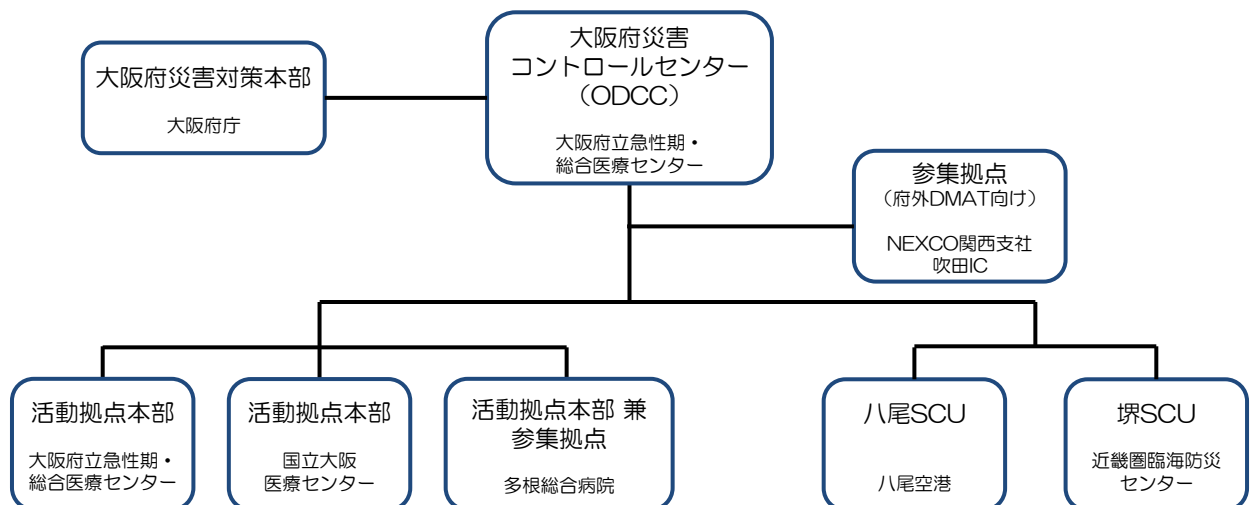 大阪府災害対策本部
大阪府庁
大阪府災害
コントロールセンター
（ODCC）
大阪府立急性期・
総合医療センター
参集拠点
（府外DMAT向け）
NEXCO関西支社
吹田IC
活動拠点本部
大阪府立急性期・
総合医療センター
活動拠点本部
国立大阪
医療センター
活動拠点本部 兼
参集拠点
多根総合病院
八尾SCU
八尾空港
堺SCU
近畿圏臨海防災
センター